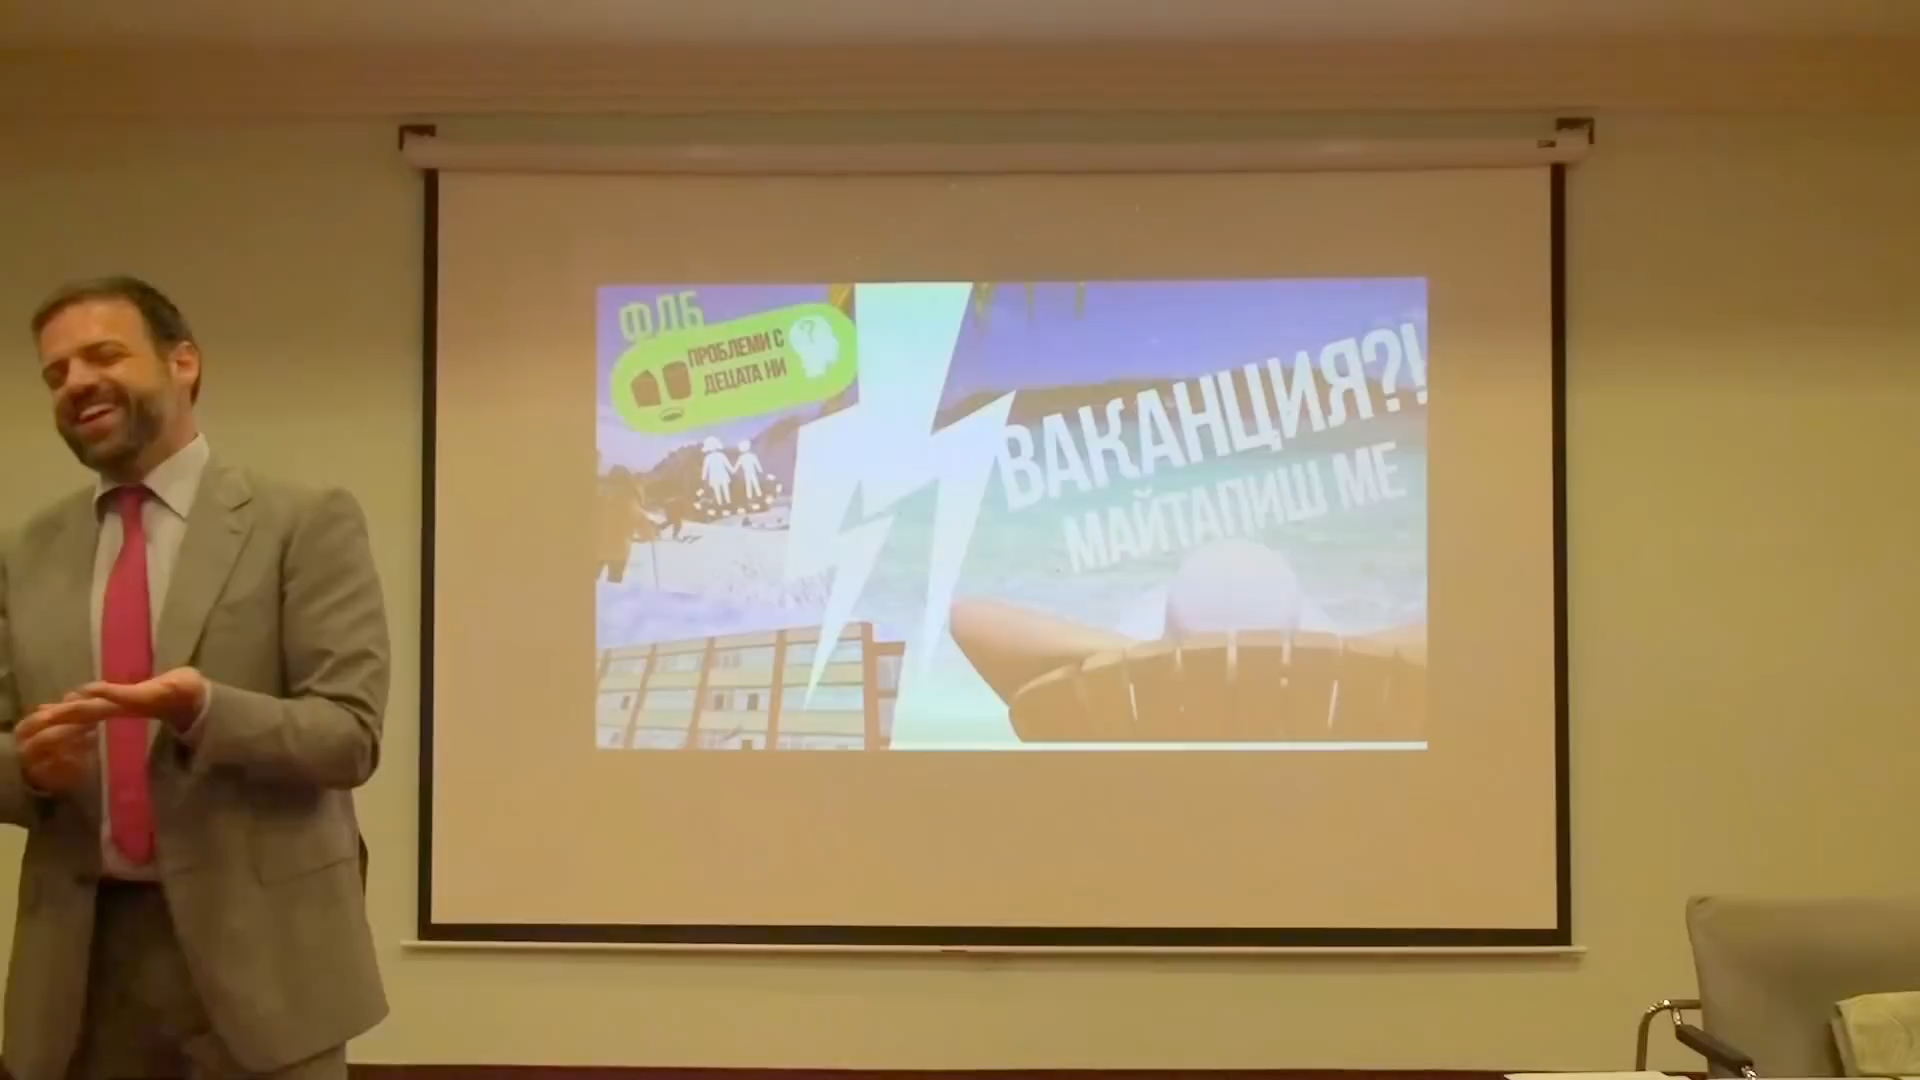 ФЛБ
ПРОБЛЕМИ С
ДЕЦАТА НИ
?
ВАКАНЦИЯ?!
МАЙТАПИШ МЕ